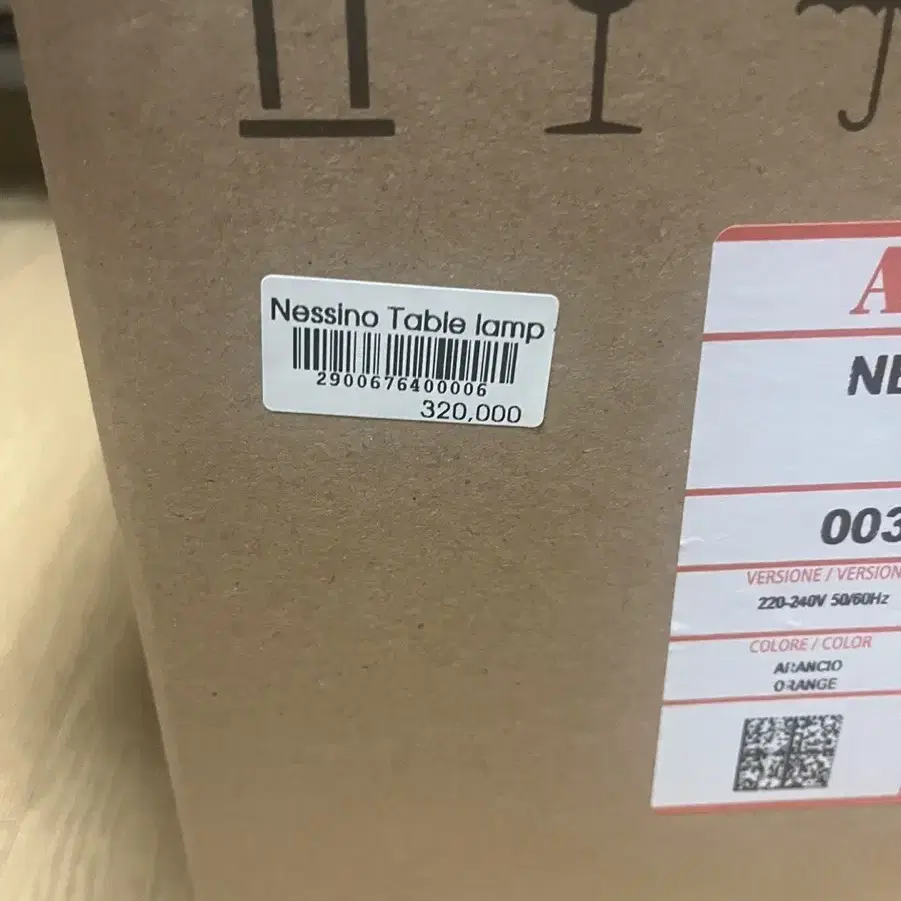 Nessino Table lamp
2900676400006
320,000
A
NE
003
VERSIONE / VERSION
220-240V 50/60Hz
COLORE / COLOR
ARANCIO
ORANGE